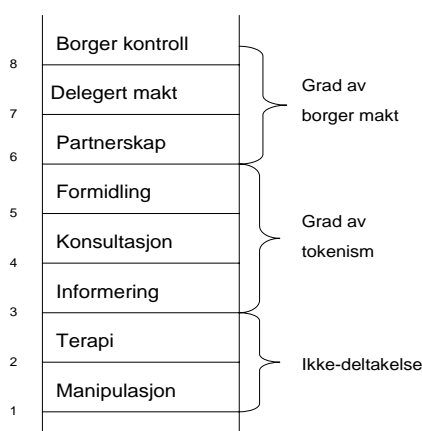 Borger kontroll
8
Delegert makt
7
Partnerskap
6
Grad av
borger makt
Formidling
5
Konsultasjon
4
Informering
3
Grad av
tokenism
Terapi
2
Manipulasjon
1
Ikke-deltakelse